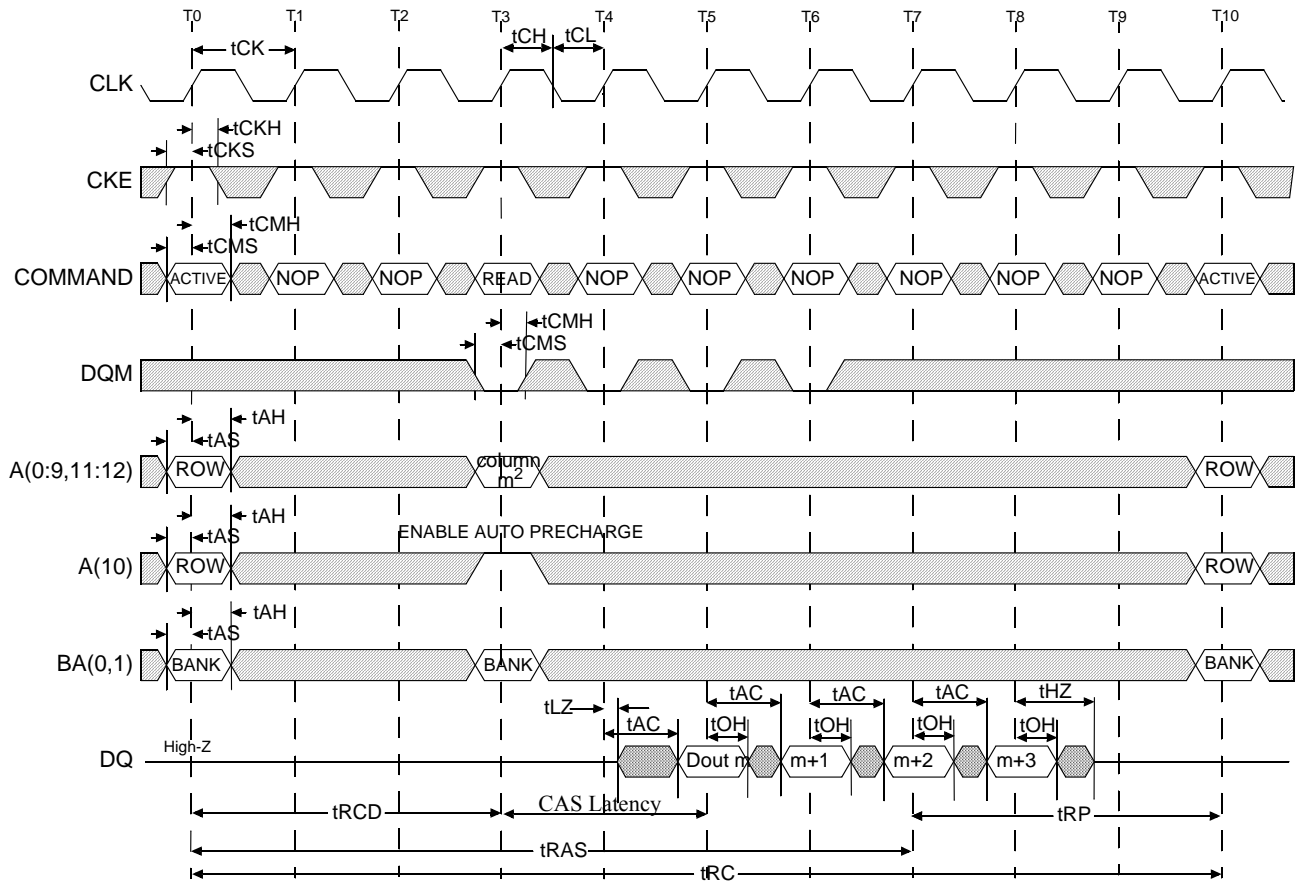 T0 T1 T2 T3 T4 T5 T6 T7 T8 T9 T10
tCK tCH tCL
CLK
tCKH
tCKS
CKE
tCMH
tCMS
COMMAND ACTIVE NOP NOP READ NOP NOP NOP NOP NOP NOP ACTIVE
tCMH
tCMS
DQM
tAH
tAS
A(0:9,11:12) ROW column m2 ROW
tAH
tAS ENABLE AUTO PRECHARGE
A(10) ROW ROW
tAH
tAS
BA(0,1) BANK BANK BANK
tLZ tAC tAC tAC tHZ
tAC tOH tOH tOH tOH
DQ High-Z Dout m m+1 m+2 m+3
tRCD CAS Latency tRP
tRAS
tRC